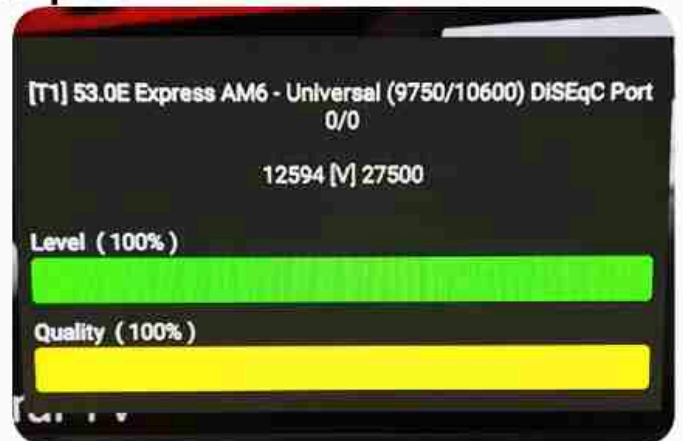 [T1] 53.0E Express AM6 - Universal (9750/10600) DiSEqC Port
0/0
12594 [V] 27500
Level ( 100% )
Quality ( 100% )